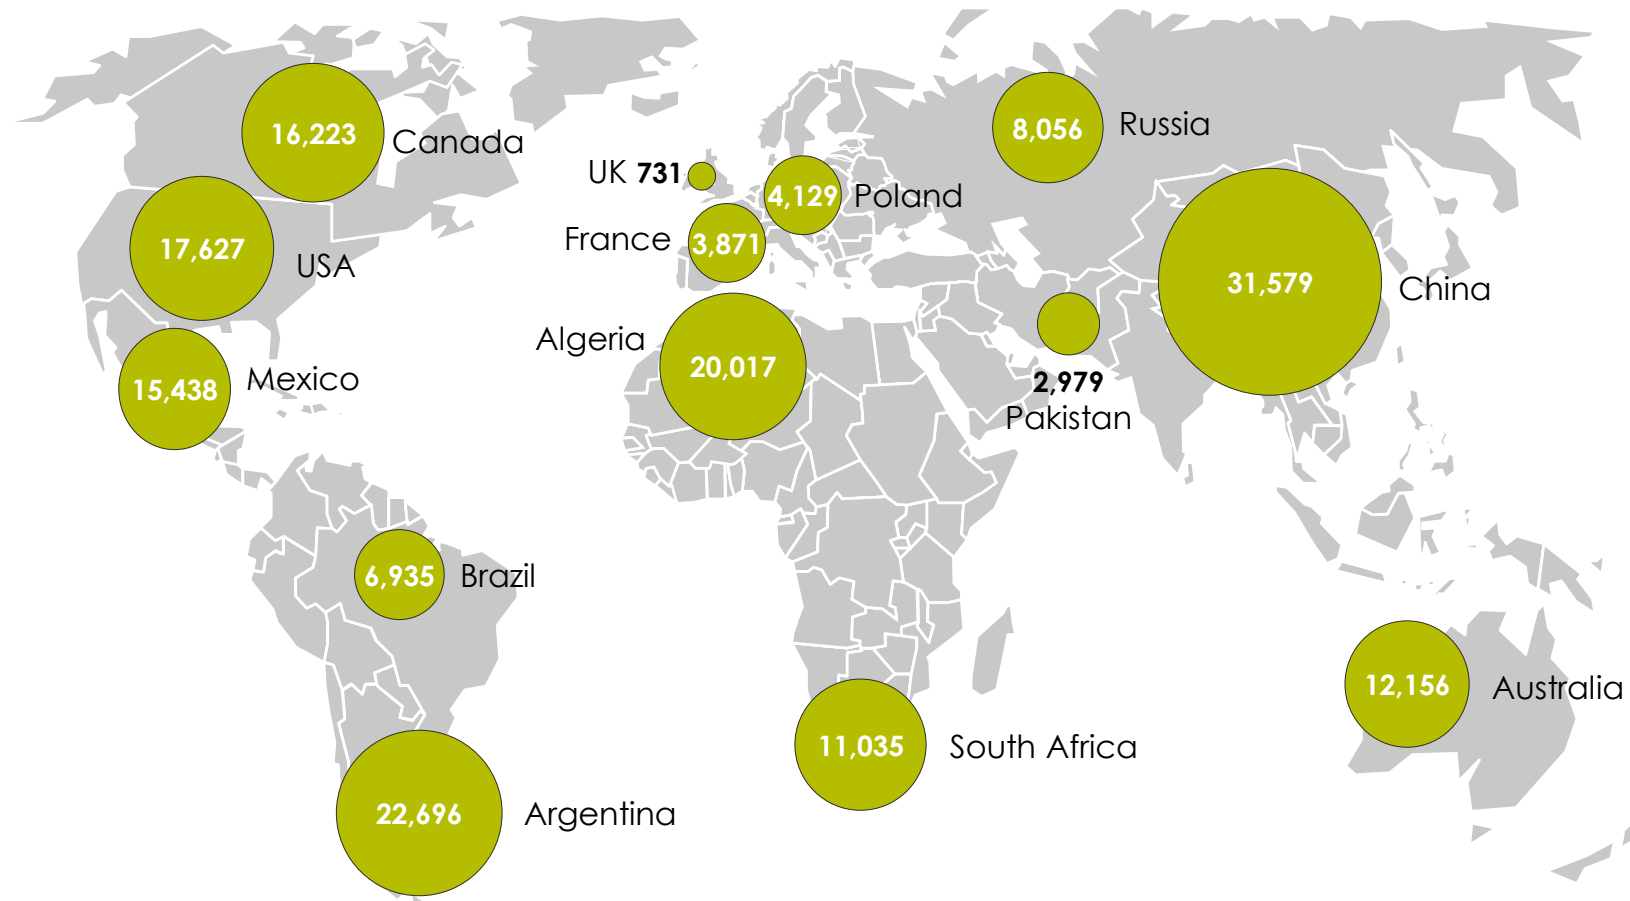 16,223
Canada
17,627
USA
15,438
Mexico
6,935 Brazil
22,696 Argentina
UK 731
France 3,871
4,129 Poland
Algeria
20,017
8,056 Russia
31,579 China
2,979
Pakistan
11,035 South Africa
12,156 Australia